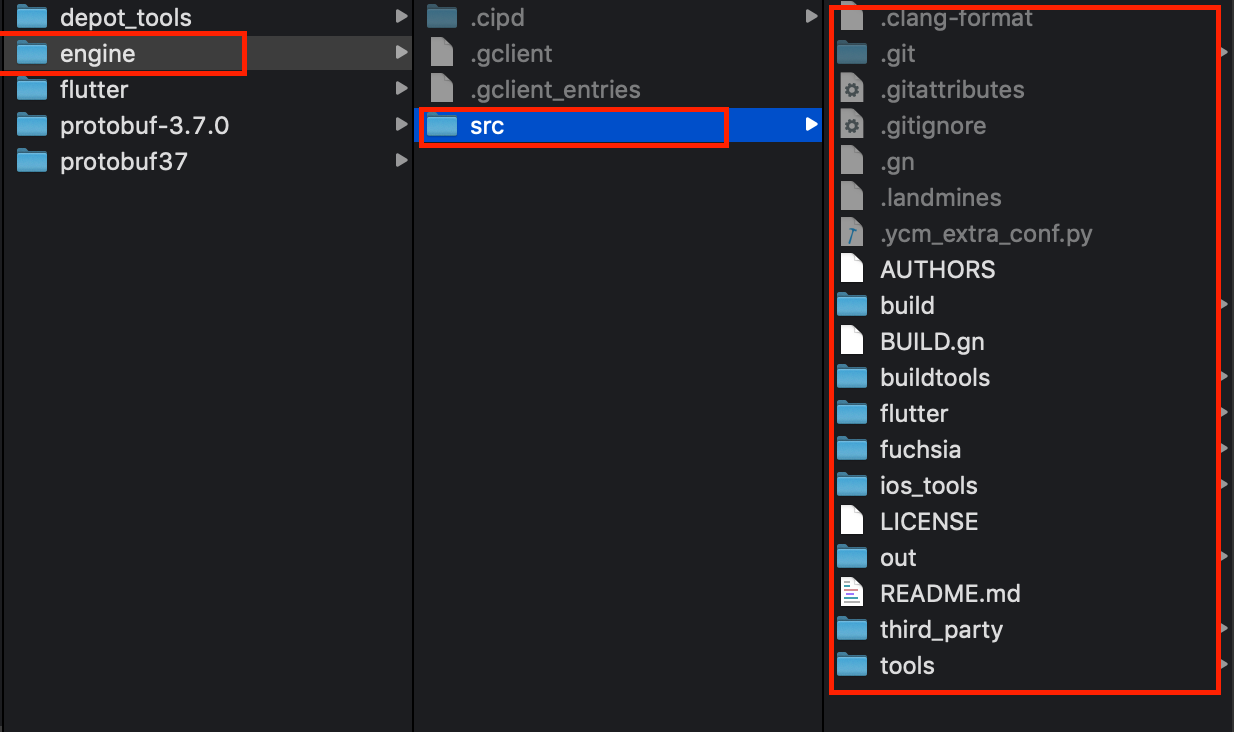 depot_tools
engine
flutter
protobuf-3.7.0
protobuf37
.cipd
.gclient
.gclient_entries
src
.clang-format
.git
.gitattributes
.gitignore
.gn
.landmines
.ycm_extra_conf.py
AUTHORS
build
BUILD.gn
buildtools
flutter
fuchsia
ios_tools
LICENSE
out
README.md
third_party
tools